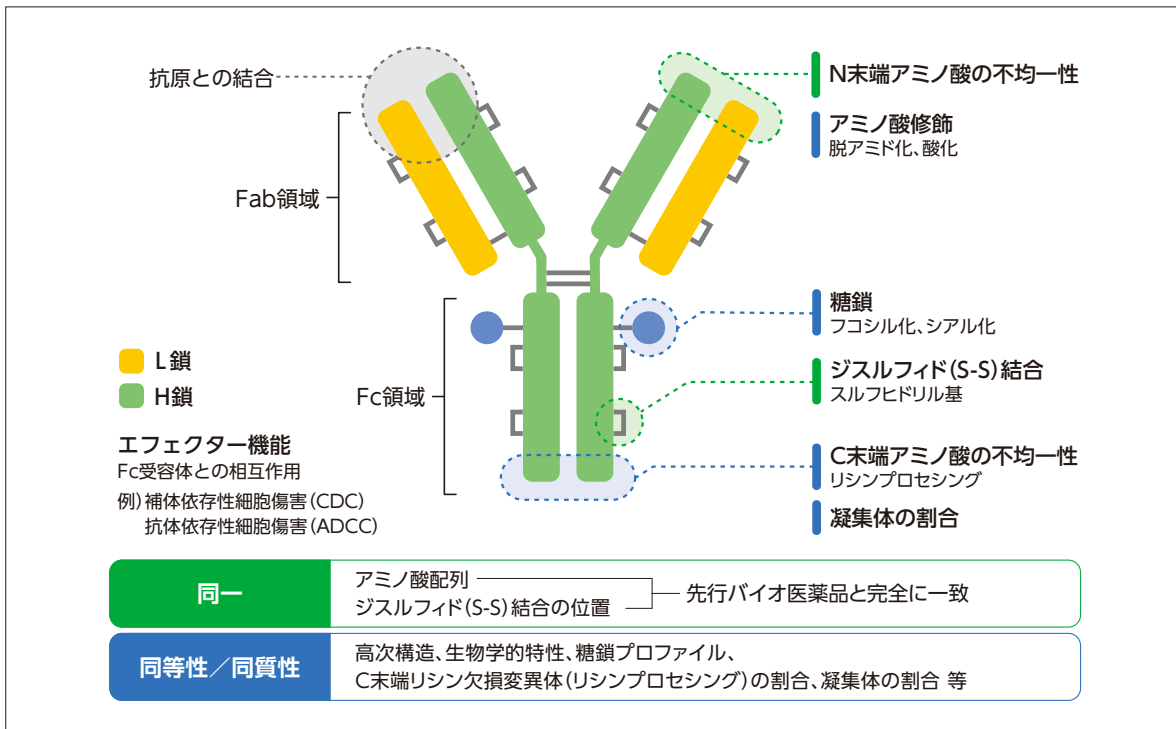 抗原との結合
Fab領域
N末端アミノ酸の不均一性
アミノ酸修飾
脱アミド化、酸化
糖鎖
フコシル化、シアル化
ジスルフィド(S-S)結合
スルフヒドリル基
C末端アミノ酸の不均一性
リシンプロセシング
凝集体の割合
L鎖
H鎖
Fc領域
エフェクター機能
Fc受容体との相互作用
例)補体依存性細胞傷害(CDC)
抗体依存性細胞傷害(ADCC)
同一
アミノ酸配列
ジスルフィド(S-S)結合の位置
先行バイオ医薬品と完全に一致
同等性/同質性
高次構造、生物学的特性、糖鎖プロファイル、
C末端リシン欠損変異体(リシンプロセシング)の割合、凝集体の割合 等